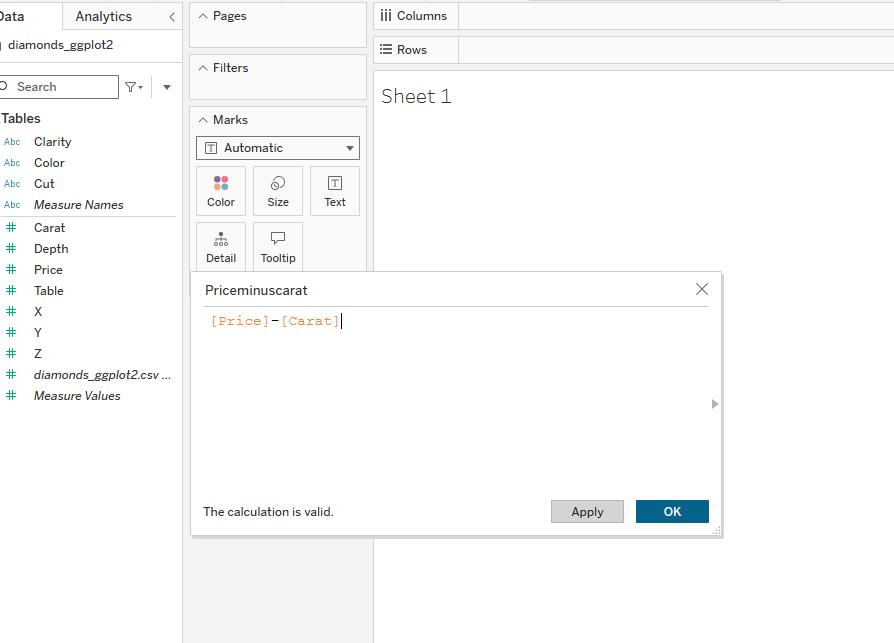 Data
Analytics
diamonds_ggplot2
Search
Tables
Abc Clarity
Abc Color
Abc Cut
Abc Measure Names
Carat
Depth
Price
Table
X
Y
Z
diamonds_ggplot2.csv ...
Measure Values
Pages
Filters
Marks
T Automatic
Color
Size
T Text
Detail
Tooltip
Columns
Rows
Sheet 1
Priceminuscarat
[Price]-[Carat]
The calculation is valid.
Apply
OK